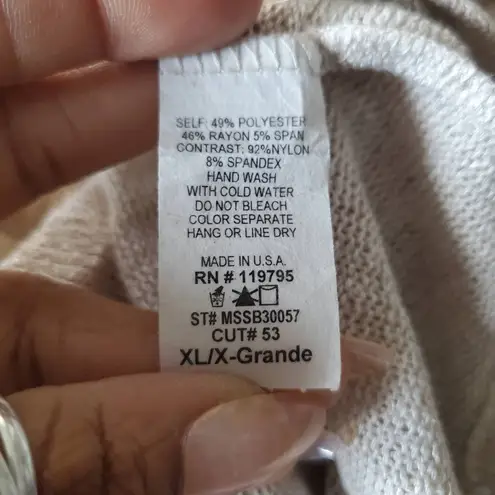 SELF: 49% POLYESTER
46% RAYON 5% SPAN
CONTRAST: 92%NYLON
8% SPANDEX
HAND WASH
WITH COLD WATER
DO NOT BLEACH
COLOR SEPARATE
HANG OR LINE DRY
MADE IN U.S.A.
RN # 119795
ST# MSSB30057
CUT# 53
XL/X-Grande